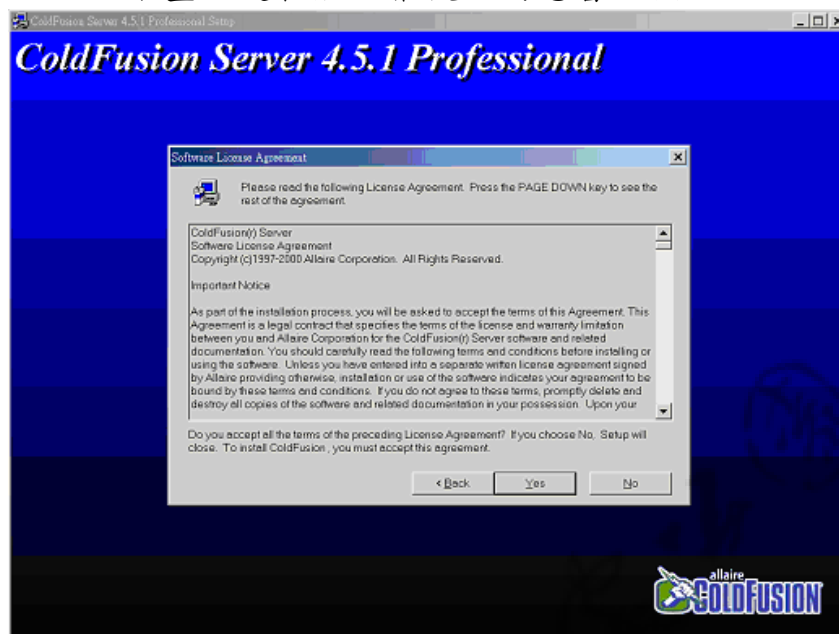 ColdFusion Server 4.5.1 Professional Setup
ColdFusion Server 4.5.1 Professional
Software License Agreement
Please read the following License Agreement. Press the PAGE DOWN key to see the
rest of the agreement.
ColdFusion(r) Server
Software License Agreement
Copyright (c)1997-2000 Allaire Corporation. All Rights Reserved.
Important Notice
As part of the installation process, you will be asked to accept the terms of this Agreement. This
Agreement is a legal contract that specifies the terms of the license and warranty limitation
between you and Allaire Corporation for the ColdFusion(r) Server software and related
documentation. You should carefully read the following terms and conditions before installing or
using the software. Unless you have entered into a separate written license agreement signed
by Allaire providing otherwise, installation or use of the software indicates your agreement to be
bound by these terms and conditions. If you do not agree to these terms, promptly delete and
destroy all copies of the software and related documentation in your possession. Upon your
Do you accept all the terms of the preceding License Agreement? If you choose No, Setup will
close. To install ColdFusion, you must accept this agreement.
< Back
Yes
No
allaire
COLDFUSION